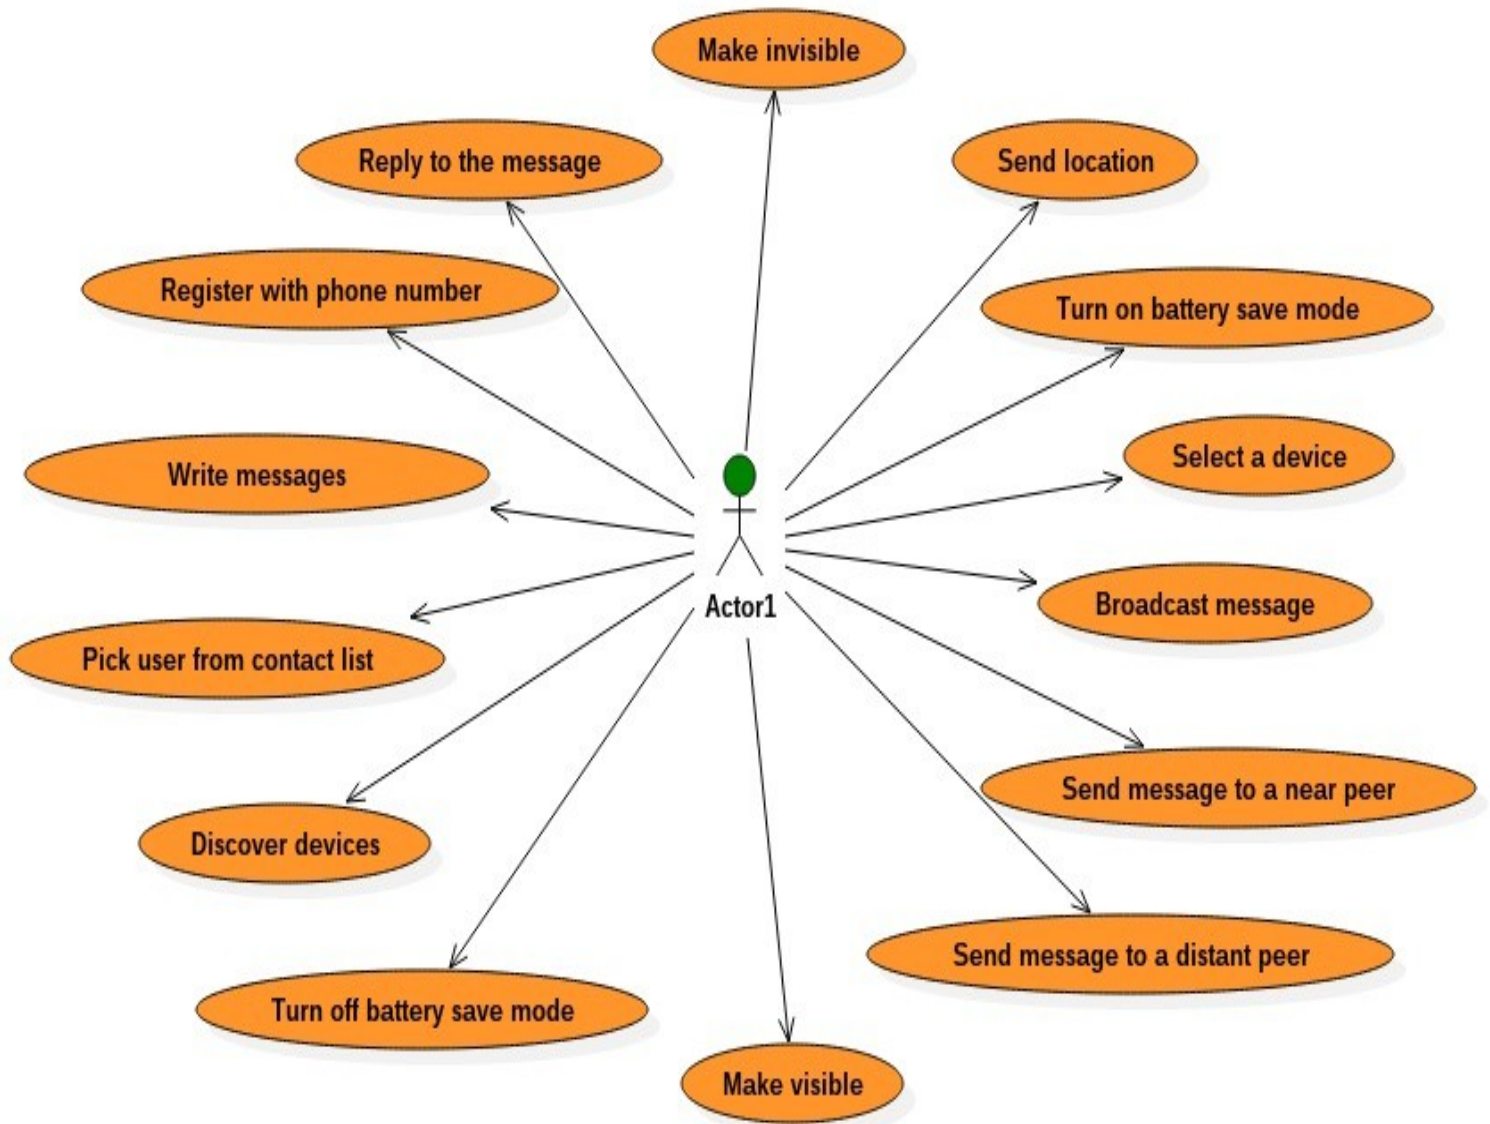 Make invisible
Reply to the message
Send location
Register with phone number
Turn on battery save mode
Select a device
Write messages
Broadcast message
Actor1
Pick user from contact list
Send message to a near peer
Discover devices
Send message to a distant peer
Turn off battery save mode
Make visible